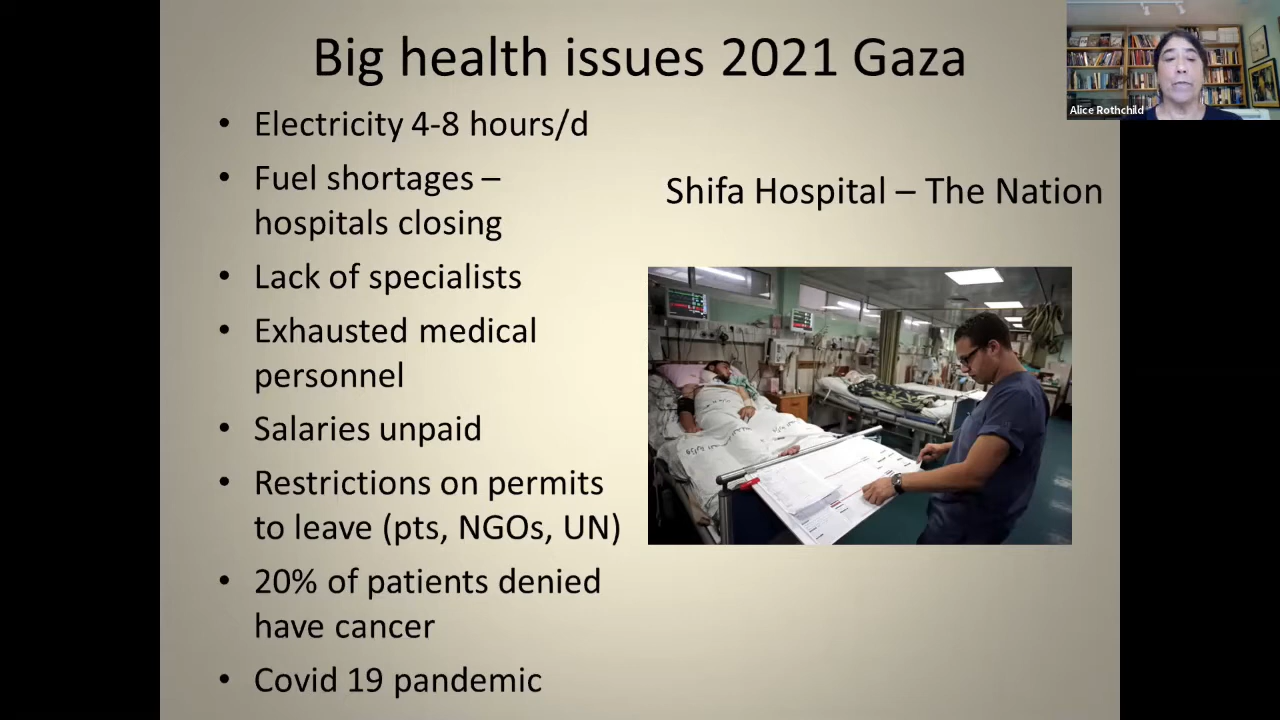 Big health issues 2021 Gaza
Alice Rothchild
• Electricity 4-8 hours/d
• Fuel shortages –
hospitals closing
• Lack of specialists
• Exhausted medical
personnel
• Salaries unpaid
• Restrictions on permits
to leave (pts, NGOs, UN)
• 20% of patients denied
have cancer
• Covid 19 pandemic
Shifa Hospital – The Nation